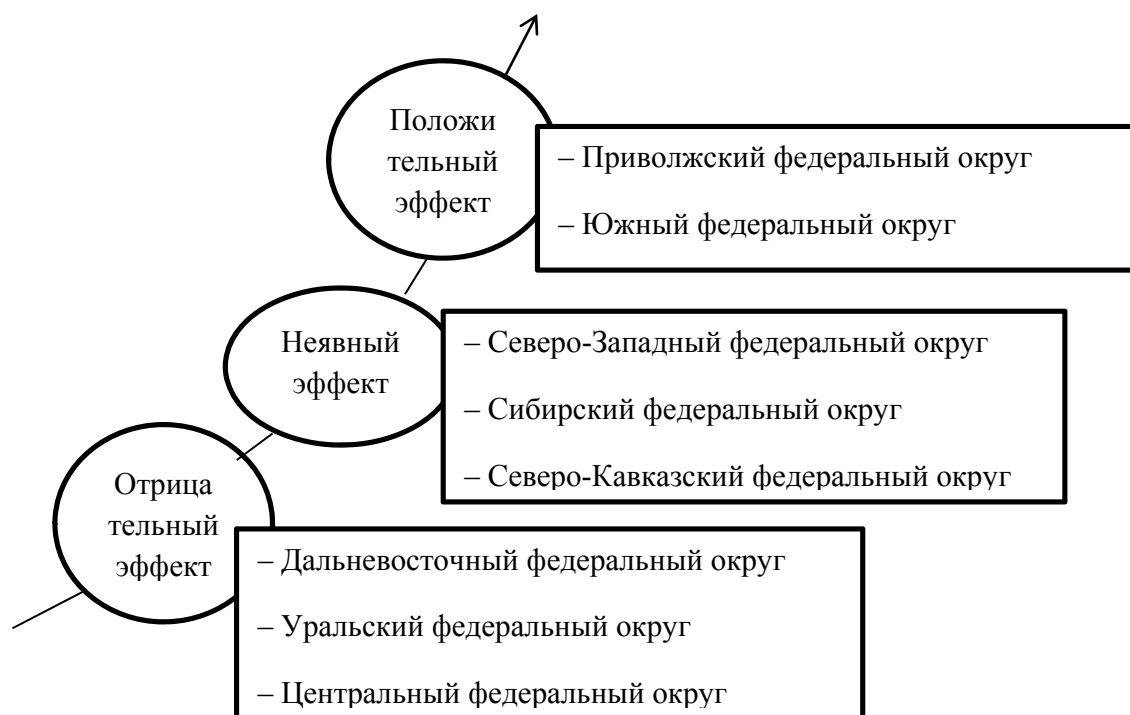 Положи
тельный
эффект
– Приволжский федеральный округ
– Южный федеральный округ
Неявный
эффект
– Северо-Западный федеральный округ
– Сибирский федеральный округ
– Северо-Кавказский федеральный округ
Отрица
тельный
эффект
– Дальневосточный федеральный округ
– Уральский федеральный округ
– Центральный федеральный округ